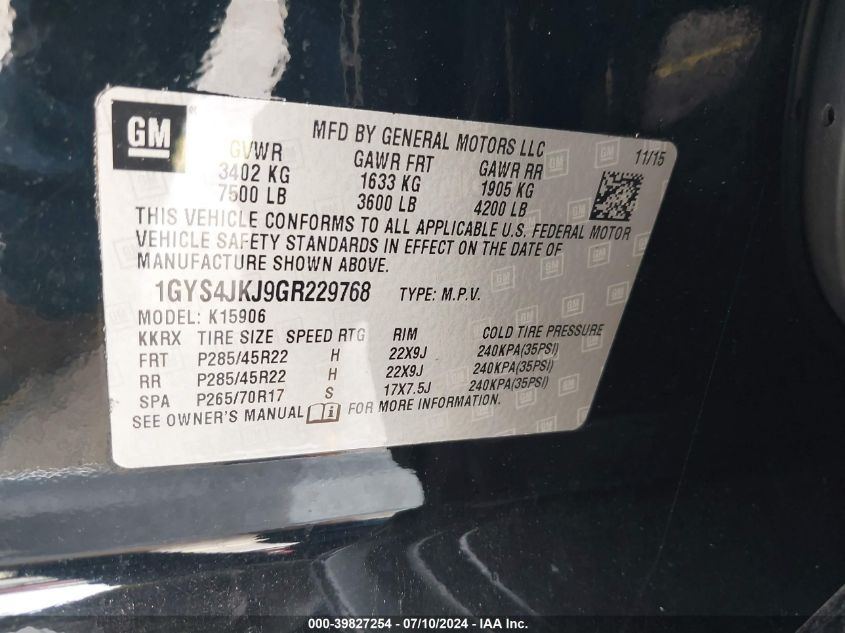 GM
MFD BY GENERAL MOTORS LLC
11/15
GVWR GAWR FRT GAWR RR
3402 KG 1633 KG 1905 KG
7500 LB 3600 LB 4200 LB
THIS VEHICLE CONFORMS TO ALL APPLICABLE U.S. FEDERAL MOTOR
VEHICLE SAFETY STANDARDS IN EFFECT ON THE DATE OF
MANUFACTURE SHOWN ABOVE.
1GYS4JKJ9GR229768 TYPE: M.P.V.
MODEL: K15906
KKRX TIRE SIZE SPEED RTG RIM COLD TIRE PRESSURE
FRT P285/45R22 H 22X9J 240KPA(35PSI)
RR P285/45R22 H 22X9J 240KPA(35PSI)
SPA P265/70R17 S 17X7.5J 240KPA(35PSI)
SEE OWNER'S MANUAL FOR MORE INFORMATION.
000-39827254 - 07/10/2024 - IAA Inc.